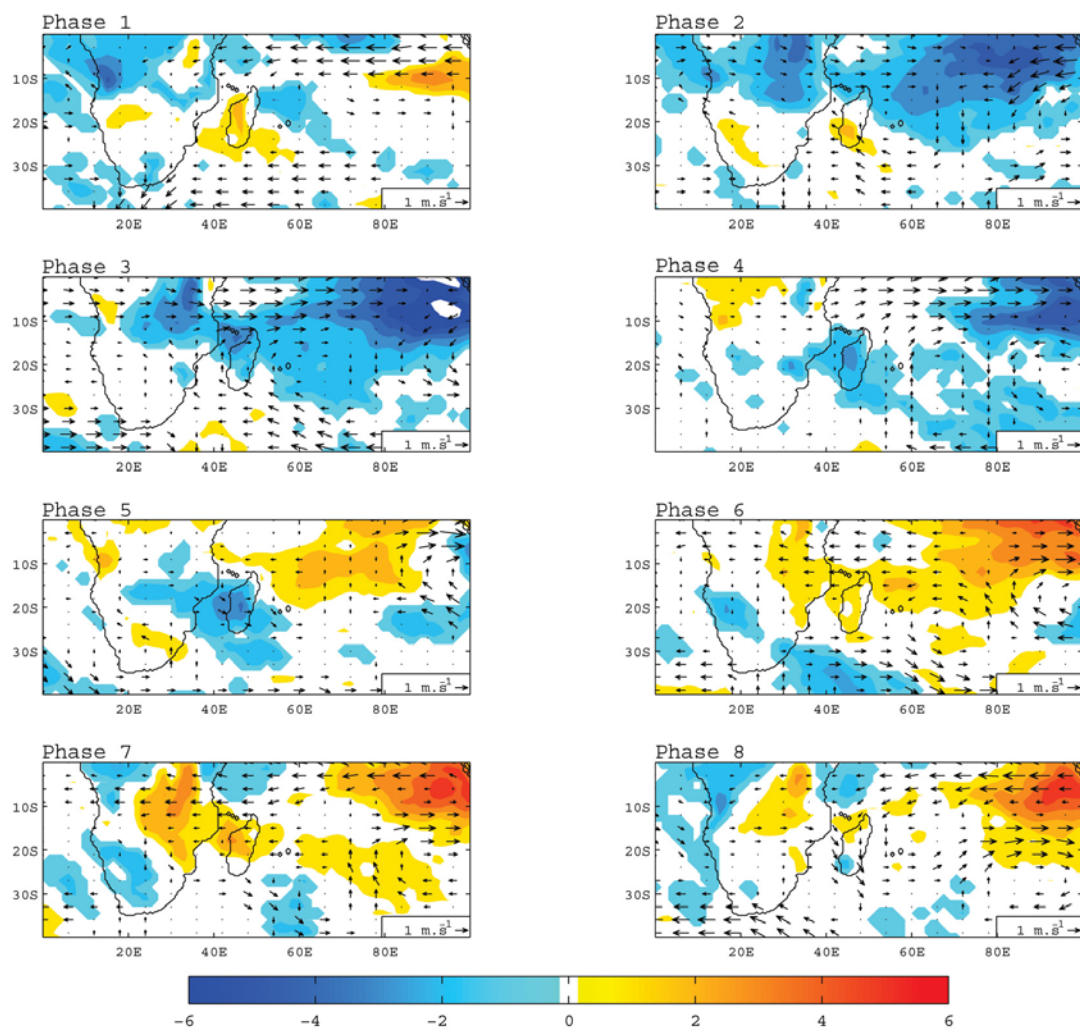 Phase 1
10S
20S
30S
20E 40E 60E 80E
1 m.s⁻¹
Phase 2
10S
20S
30S
20E 40E 60E 80E
1 m.s⁻¹
Phase 3
10S
20S
30S
20E 40E 60E 80E
1 m.s⁻¹
Phase 4
10S
20S
30S
20E 40E 60E 80E
1 m.s⁻¹
Phase 5
10S
20S
30S
20E 40E 60E 80E
1 m.s⁻¹
Phase 6
10S
20S
30S
20E 40E 60E 80E
1 m.s⁻¹
Phase 7
10S
20S
30S
20E 40E 60E 80E
1 m.s⁻¹
Phase 8
10S
20S
30S
20E 40E 60E 80E
1 m.s⁻¹
−6 −4 −2 0 2 4 6